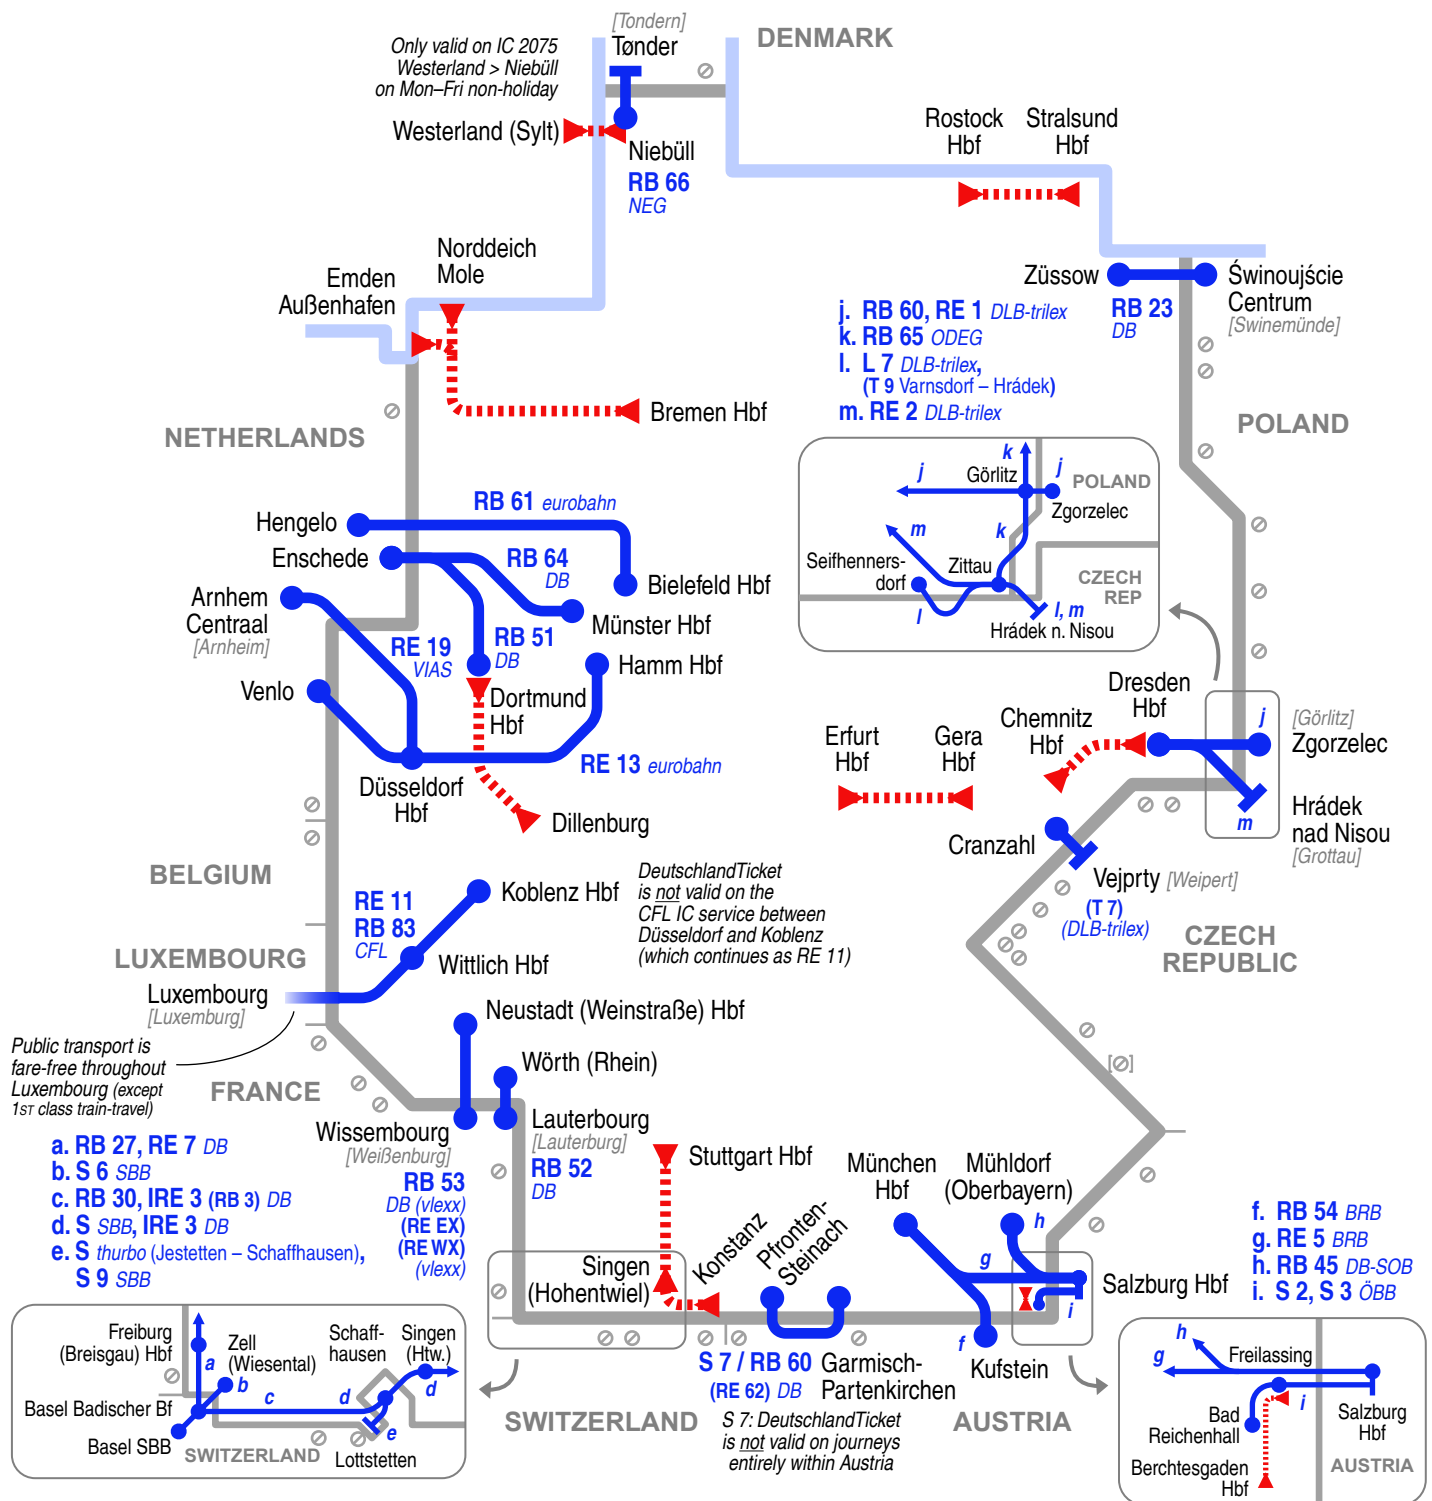 [Tondern]
Tønder
DENMARK
Only valid on IC 2075
Westerland > Niebüll
on Mon–Fri non-holiday
Westerland (Sylt)
Niebüll
RB 66
NEG
Rostock
Hbf
Stralsund
Hbf
Norddeich
Mole
Emden
Außenhafen
Bremen Hbf
NETHERLANDS
Züssow
RB 23
DB
Świnoujście
Centrum
[Swinemünde]
POLAND
j. RB 60, RE 1 DLB-trilex
k. RB 65 ODEG
l. L 7 DLB-trilex,
(T 9 Varnsdorf – Hrádek)
m. RE 2 DLB-trilex
k
j
Görlitz
j
POLAND
Zgorzelec
m
k
Seifhenners-
dorf
Zittau
CZECH
REP
l
l, m
Hrádek n. Nisou
RB 61 eurobahn
Hengelo
Enschede
RB 64
DB
Bielefeld Hbf
Arnhem
Centraal
[Arnheim]
Münster Hbf
RE 19
VIAS
RB 51
DB
Hamm Hbf
Venlo
Dortmund
Hbf
Düsseldorf
Hbf
RE 13 eurobahn
Dillenburg
Erfurt
Hbf
Gera
Hbf
Chemnitz
Hbf
Dresden
Hbf
j
[Görlitz]
Zgorzelec
m
Hrádek
nad Nisou
[Grottau]
Cranzahl
Vejprty [Weipert]
(T 7)
(DLB-trilex)
CZECH
REPUBLIC
BELGIUM
RE 11
RB 83
CFL
Koblenz Hbf
DeutschlandTicket
is not valid on the
CFL IC service between
Düsseldorf and Koblenz
(which continues as RE 11)
LUXEMBOURG
Wittlich Hbf
Luxembourg
[Luxemburg]
Public transport is
fare-free throughout
Luxembourg (except
1ST class train-travel)
FRANCE
Neustadt (Weinstraße) Hbf
Wörth (Rhein)
Wissembourg
[Weißenburg]
RB 53
DB (vlexx)
(RE EX)
(RE WX)
(vlexx)
Lauterbourg
[Lauterburg]
RB 52
DB
[ ]
a. RB 27, RE 7 DB
b. S 6 SBB
c. RB 30, IRE 3 (RB 3) DB
d. S SBB, IRE 3 DB
e. S thurbo (Jestetten – Schaffhausen),
S 9 SBB
Stuttgart Hbf
Singen
(Hohentwiel)
Konstanz
Pfronten-
Steinach
München
Hbf
Mühldorf
(Oberbayern)
h
g
Salzburg Hbf
i
f
Kufstein
f. RB 54 BRB
g. RE 5 BRB
h. RB 45 DB-SOB
i. S 2, S 3 ÖBB
S 7 / RB 60
(RE 62) DB
Garmisch-
Partenkirchen
S 7: DeutschlandTicket
is not valid on journeys
entirely within Austria
SWITZERLAND
AUSTRIA
Freiburg
(Breisgau) Hbf
Zell
(Wiesental)
Schaff-
hausen
Singen
(Htw.)
a
b
c
d
d
e
Basel Badischer Bf
Basel SBB
SWITZERLAND
Lottstetten
h
g
Freilassing
i
Bad
Reichenhall
Salzburg
Hbf
Berchtesgaden
Hbf
AUSTRIA